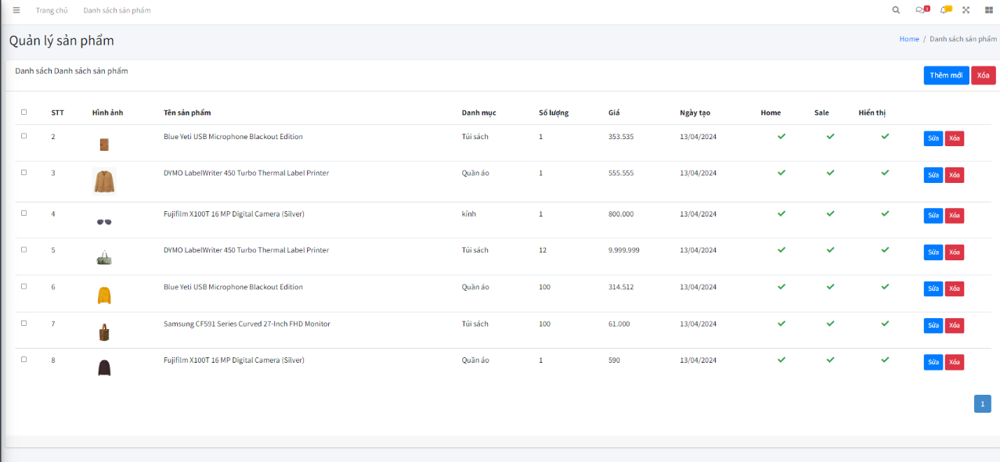 Trang chủ Danh sách sản phẩm
Quản lý sản phẩm
Home / Danh sách sản phẩm
Danh sách Danh sách sản phẩm
Thêm mới Xóa
STT Hình ảnh Tên sản phẩm Danh mục Số lượng Giá Ngày tạo Home Sale Hiển thị
2 Blue Yeti USB Microphone Blackout Edition Túi sách 1 353.535 13/04/2024 Sửa Xóa
3 DYMO LabelWriter 450 Turbo Thermal Label Printer Quần áo 1 555.555 13/04/2024 Sửa Xóa
4 Fujifilm X100T 16 MP Digital Camera (Silver) kính 1 800.000 13/04/2024 Sửa Xóa
5 DYMO LabelWriter 450 Turbo Thermal Label Printer Túi sách 12 9.999.999 13/04/2024 Sửa Xóa
6 Blue Yeti USB Microphone Blackout Edition Quần áo 100 314.512 13/04/2024 Sửa Xóa
7 Samsung CF591 Series Curved 27-Inch FHD Monitor Túi sách 100 61.000 13/04/2024 Sửa Xóa
8 Fujifilm X100T 16 MP Digital Camera (Silver) Quần áo 1 590 13/04/2024 Sửa Xóa
1